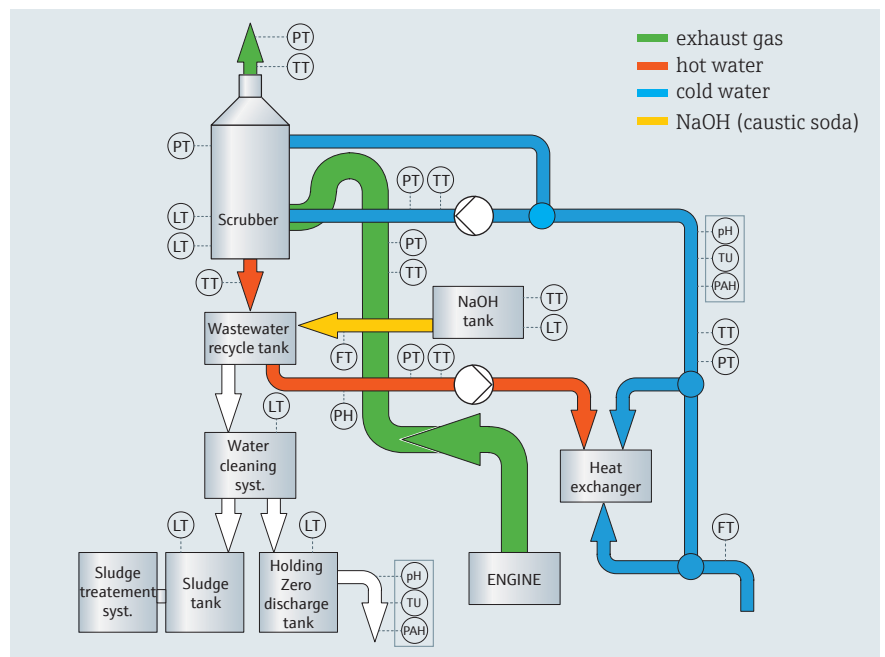 PT
TT
exhaust gas
hot water
cold water
NaOH (caustic soda)
PT
PT
TT
LT
LT
Scrubber
pH
TU
PAH
PT
TT
TT
NaOH
tank
TT
LT
Wastewater
recycle tank
FT
PT
TT
TT
PT
PH
LT
Water
cleaning
syst.
Heat
exchanger
LT
LT
FT
Sludge
treatement
syst.
Sludge
tank
Holding
Zero
discharge
tank
pH
TU
PAH
ENGINE